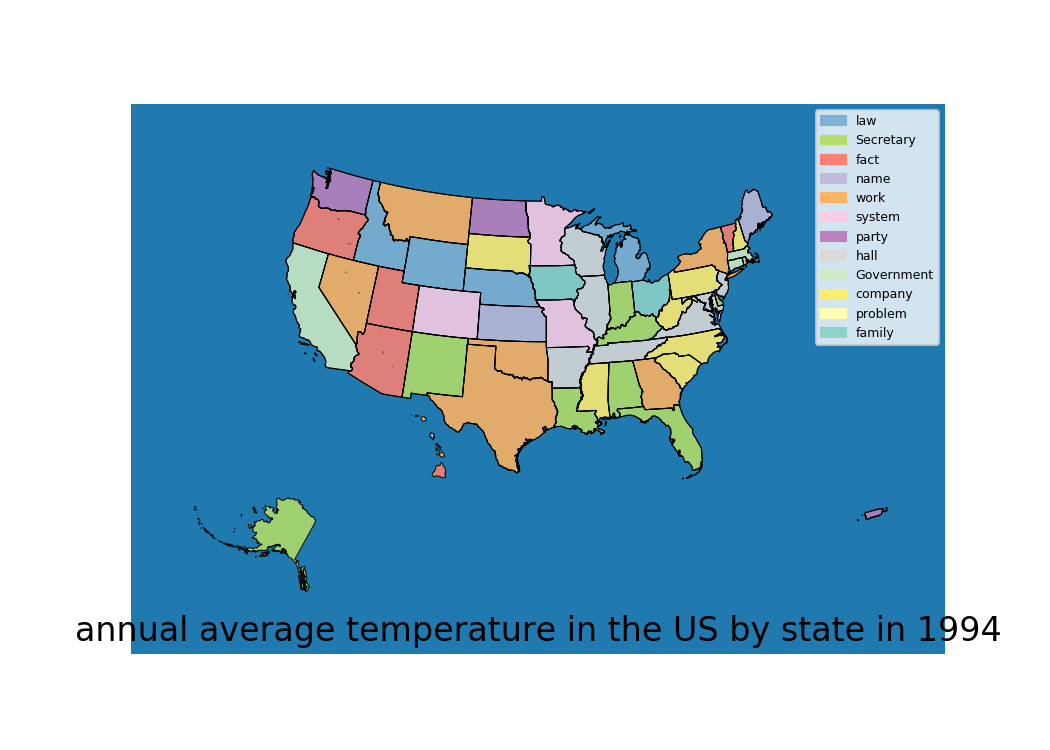 law
Secretary
fact
name
work
system
party
hall
Government
company
problem
family
annual average temperature in the US by state in 1994